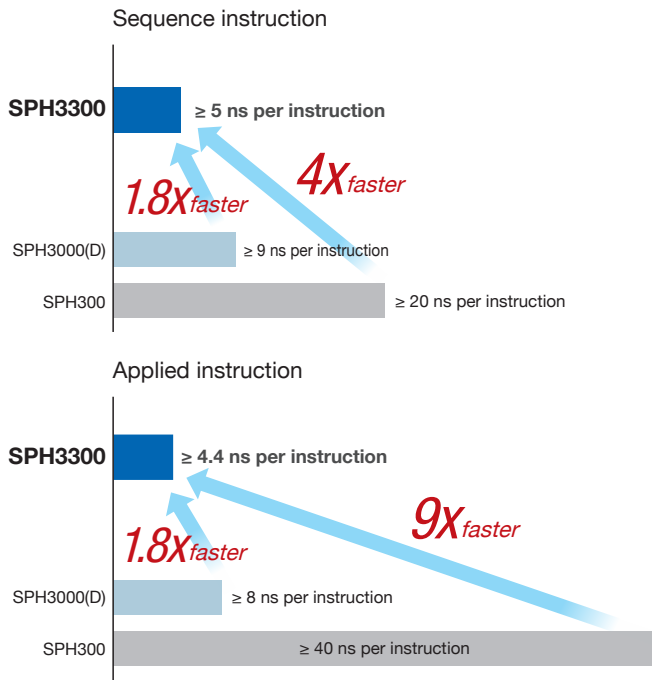 Sequence instruction
SPH3300
≥ 5 ns per instruction
4x faster
1.8x faster
SPH3000(D)
≥ 9 ns per instruction
SPH300
≥ 20 ns per instruction
Applied instruction
SPH3300
≥ 4.4 ns per instruction
9x faster
1.8x faster
SPH3000(D)
≥ 8 ns per instruction
SPH300
≥ 40 ns per instruction